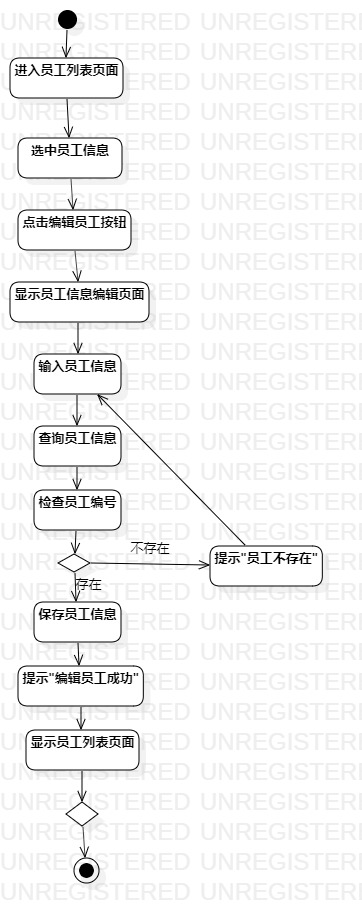 进入员工列表页面
选中员工信息
点击编辑员工按钮
显示员工信息编辑页面
输入员工信息
查询员工信息
检查员工编号
不存在
提示"员工不存在"
存在
保存员工信息
提示"编辑员工成功"
显示员工列表页面
UNREGISTERED UNREGISTERED